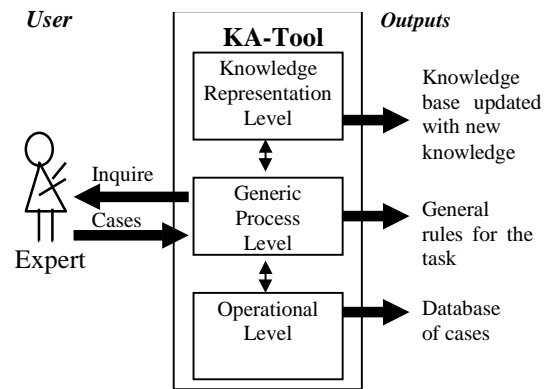 User
Outputs
KA-Tool
Knowledge
Representation
Level
Knowledge
base updated
with new
knowledge
Inquire
Cases
Expert
Generic
Process
Level
General
rules for the
task
Operational
Level
Database
of cases